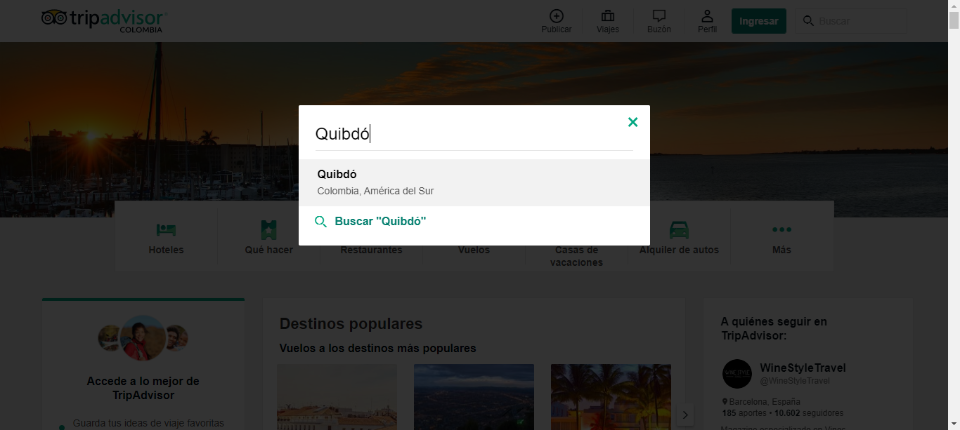 tripadvisor
COLOMBIA
Publicar
Viajes
Buzón
Perfil
Ingresar
Buscar
Quibdó
Quibdó
Colombia, América del Sur
Buscar "Quibdó"
Hoteles
Qué hacer
Restaurantes
Vuelos
Casas de
vacaciones
Alquiler de autos
Más
Accede a lo mejor de
TripAdvisor
Guarda tus ideas de viaje favoritas
Destinos populares
Vuelos a los destinos más populares
A quiénes seguir en
TripAdvisor:
WineStyleTravel
@WineStyleTravel
Barcelona, España
185 aportes • 10.602 seguidores